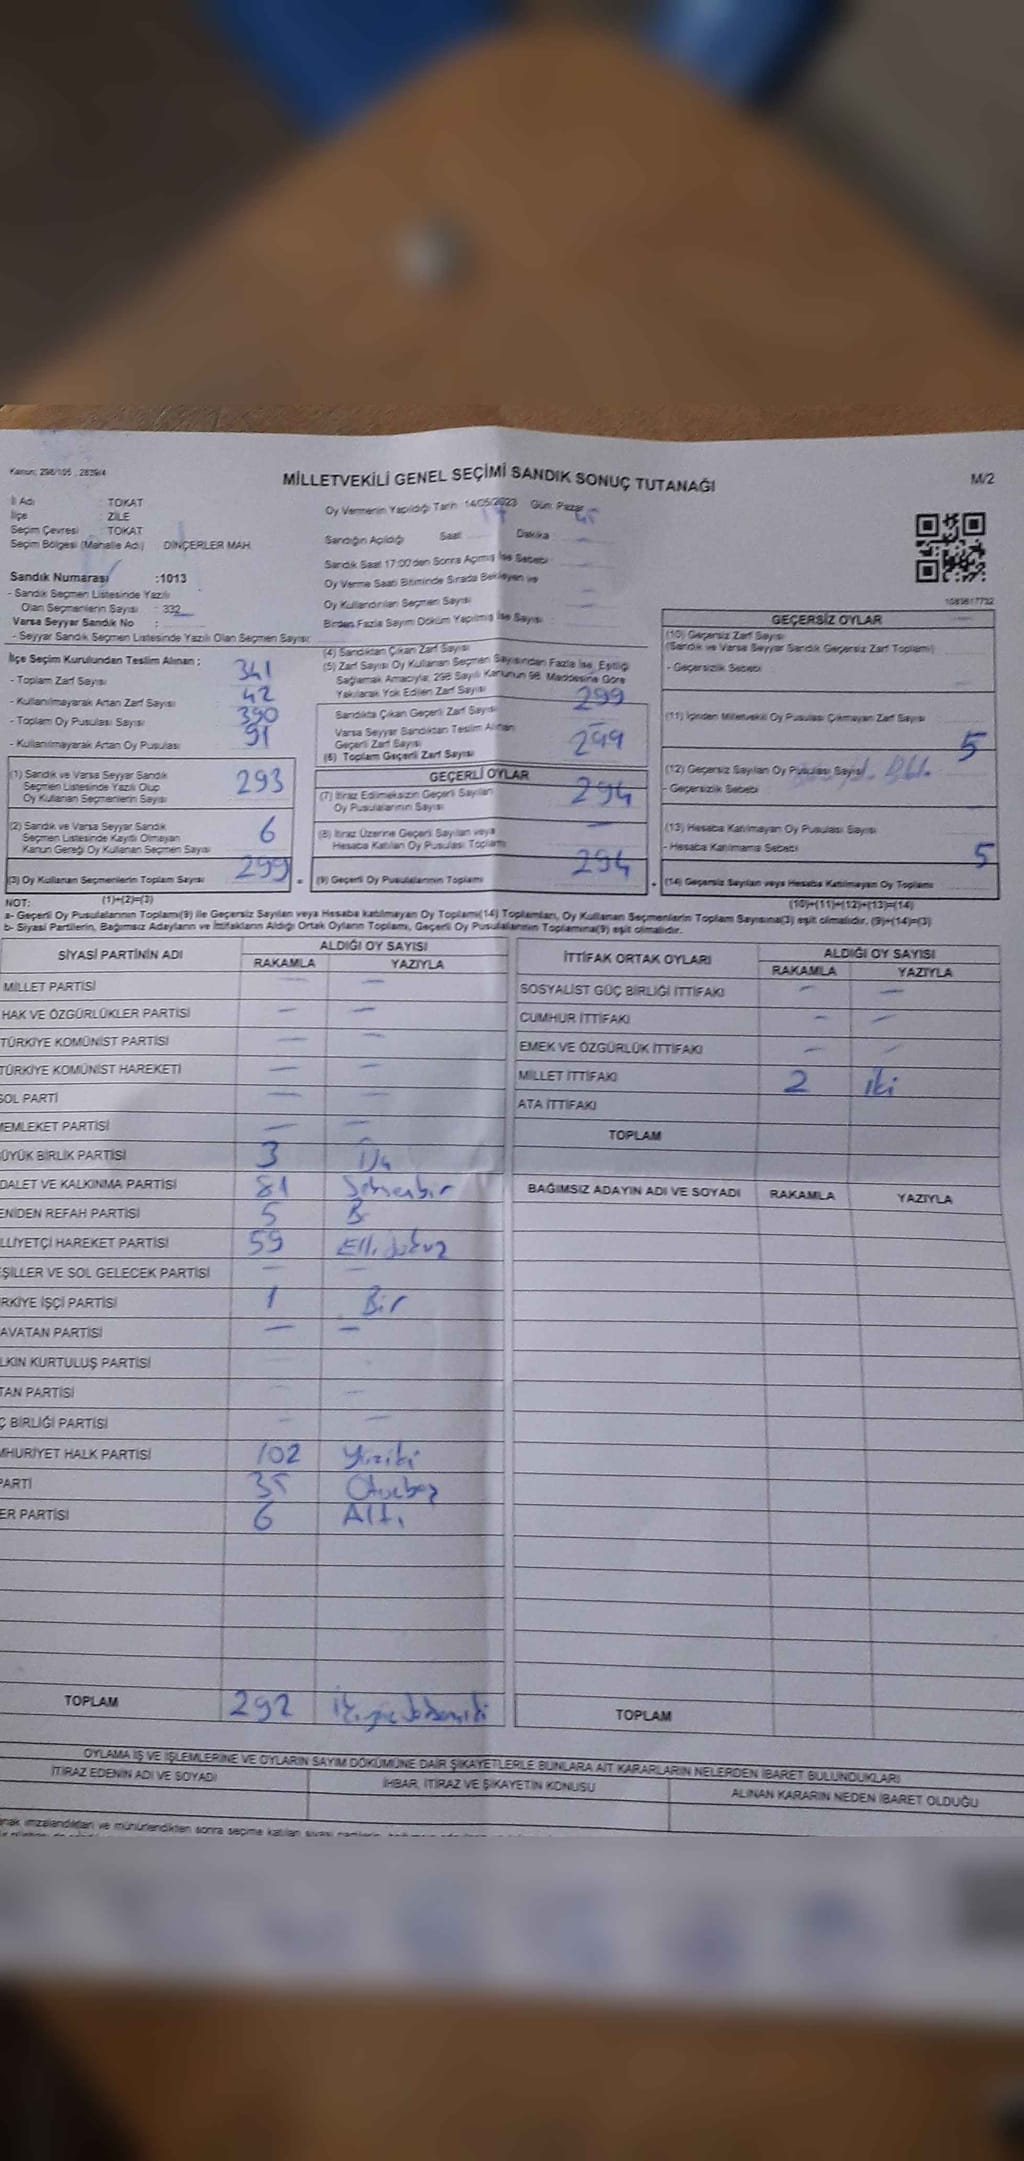 Kanun: 298/105 , 2839/4
MİLLETVEKİLİ GENEL SEÇİMİ SANDIK SONUÇ TUTANAĞI
M/2
İl Adı : TOKAT
İlçe : ZİLE
Seçim Çevresi : TOKAT
Seçim Bölgesi (Mahalle Adı) DİNÇERLER MAH.
Sandık Numarası :1013
- Sandık Seçmen Listesinde Yazılı
Olan Seçmenlerin Sayısı : 332
Varsa Seyyar Sandık No :
- Seyyar Sandık Seçmen Listesinde Yazılı Olan Seçmen Sayısı:
Oy Vermenin Yapıldığı Tarih 14/05/2023 Gün: Pazar
Sandığın Açıldığı Saat Dakika
Sandık Saat 17:00'den Sonra Açılmış İse Sebebi:
Oy Verme Saati Bitiminde Sırada Bekleyen ve
Oy Kullandırılan Seçmen Sayısı
Birden Fazla Sayım Döküm Yapılmış İse Sayısı :
1089817732
İlçe Seçim Kurulundan Teslim Alınan :
- Toplam Zarf Sayısı 341
- Kullanılmayarak Artan Zarf Sayısı 42
- Toplam Oy Pusulası Sayısı 390
- Kullanılmayarak Artan Oy Pusulası 91
(1) Sandık ve Varsa Seyyar Sandık
Seçmen Listesinde Yazılı Olup
Oy Kullanan Seçmenlerin Sayısı 293
(2) Sandık ve Varsa Seyyar Sandık
Seçmen Listesinde Kayıtlı Olmayan
Kanun Gereği Oy Kullanan Seçmen Sayısı 6
(3) Oy Kullanan Seçmenlerin Toplam Sayısı 299
(4) Sandıktan Çıkan Zarf Sayısı
(5) Zarf Sayısı Oy Kullanan Seçmen Sayısından Fazla İse, Eşitliği
Sağlamak Amacıyla, 298 Sayılı Kanunun 98. Maddesine Göre
Yakılarak Yok Edilen Zarf Sayısı
Sandıkta Çıkan Geçerli Zarf Sayısı 299
Varsa Seyyar Sandıktan Teslim Alınan
Geçerli Zarf Sayısı
(6) Toplam Geçerli Zarf Sayısı 299
GEÇERLİ OYLAR
(7) İtiraz Edilmeksizin Geçerli Sayılan
Oy Pusulalarının Sayısı 294
(8) İtiraz Üzerine Geçerli Sayılan veya
Hesaba Katılan Oy Pusulası Toplamı
(9) Geçerli Oy Pusulalarının Toplamı 294
GEÇERSİZ OYLAR
(10) Geçersiz Zarf Sayısı
(Sandık ve Varsa Seyyar Sandık Geçersiz Zarf Toplamı)
- Geçersizlik Sebebi
(11) İçinden Milletvekili Oy Pusulası Çıkmayan Zarf Sayısı
(12) Geçersiz Sayılan Oy Pusulası Sayısı 5
- Geçersizlik Sebebi
(13) Hesaba Katılmayan Oy Pusulası Sayısı
- Hesaba Katılmama Sebebi
(14) Geçersiz Sayılan veya Hesaba Katılmayan Oy Toplamı 5
NOT: (1)+(2)=(3)
(10)+(11)+(12)+(13)=(14)
a- Geçerli Oy Pusulalarının Toplamı(9) ile Geçersiz Sayılan veya Hesaba katılmayan Oy Toplamı(14) Toplamları, Oy Kullanan Seçmenlerin Toplam Sayısına(3) eşit olmalıdır. (9)+(14)=(3)
b- Siyasi Partilerin, Bağımsız Adayların ve İttifakların Aldığı Ortak Oyların Toplamı, Geçerli Oy Pusulalarının Toplamına(9) eşit olmalıdır.
SİYASİ PARTİNİN ADI
ALDIĞI OY SAYISI
RAKAMLA YAZIYLA
MİLLET PARTİSİ — —
HAK VE ÖZGÜRLÜKLER PARTİSİ — —
TÜRKİYE KOMÜNİST PARTİSİ — —
TÜRKİYE KOMÜNİST HAREKETİ — —
SOL PARTİ — —
MEMLEKET PARTİSİ — —
ÜYÜK BİRLİK PARTİSİ 3 Üç
DALET VE KALKINMA PARTİSİ 81 Seksenbir
ENİDEN REFAH PARTİSİ 5
LLİYETÇİ HAREKET PARTİSİ 59 Elli dokuz
EŞİLLER VE SOL GELECEK PARTİSİ — —
RKİYE İŞÇİ PARTİSİ 1 Bir
AVATAN PARTİSİ — —
LKIN KURTULUŞ PARTİSİ
TAN PARTİSİ — —
Ç BİRLİĞİ PARTİSİ — —
MHURİYET HALK PARTİSİ 102 Yüziki
PARTİ 35 Otuzbeş
ER PARTİSİ 6 Altı
TOPLAM 292 İkiyüzdoksaniki
İTTİFAK ORTAK OYLARI
ALDIĞI OY SAYISI
RAKAMLA YAZIYLA
SOSYALİST GÜÇ BİRLİĞİ İTTİFAKI — —
CUMHUR İTTİFAKI — —
EMEK VE ÖZGÜRLÜK İTTİFAKI — —
MİLLET İTTİFAKI 2 iki
ATA İTTİFAKI
TOPLAM
BAĞIMSIZ ADAYIN ADI VE SOYADI RAKAMLA YAZIYLA
TOPLAM
OYLAMA İŞ VE İŞLEMLERİNE VE OYLARIN SAYIM DÖKÜMÜNE DAİR ŞİKAYETLERLE BUNLARA AİT KARARLARIN NELERDEN İBARET BULUNDUKLARI
İTİRAZ EDENİN ADI VE SOYADI İHBAR, İTİRAZ VE ŞİKAYETİN KONUSU ALINAN KARARIN NEDEN İBARET OLDUĞU
anak imzalandıktan ve mühürlendikten sonra seçime katılan siyasi partilerin,